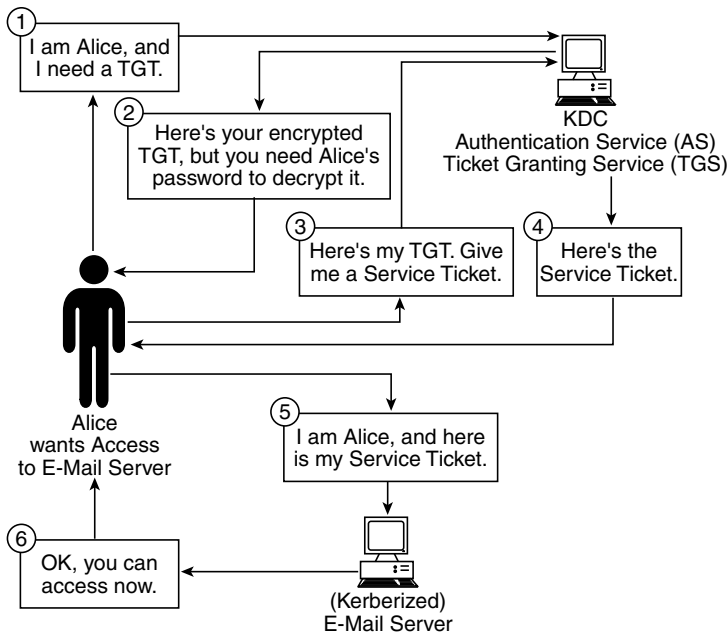 1
I am Alice, and
I need a TGT.
2
Here's your encrypted
TGT, but you need Alice's
password to decrypt it.
KDC
Authentication Service (AS)
Ticket Granting Service (TGS)
3
Here's my TGT. Give
me a Service Ticket.
4
Here's the
Service Ticket.
Alice
wants Access
to E-Mail Server
5
I am Alice, and here
is my Service Ticket.
6
OK, you can
access now.
(Kerberized)
E-Mail Server